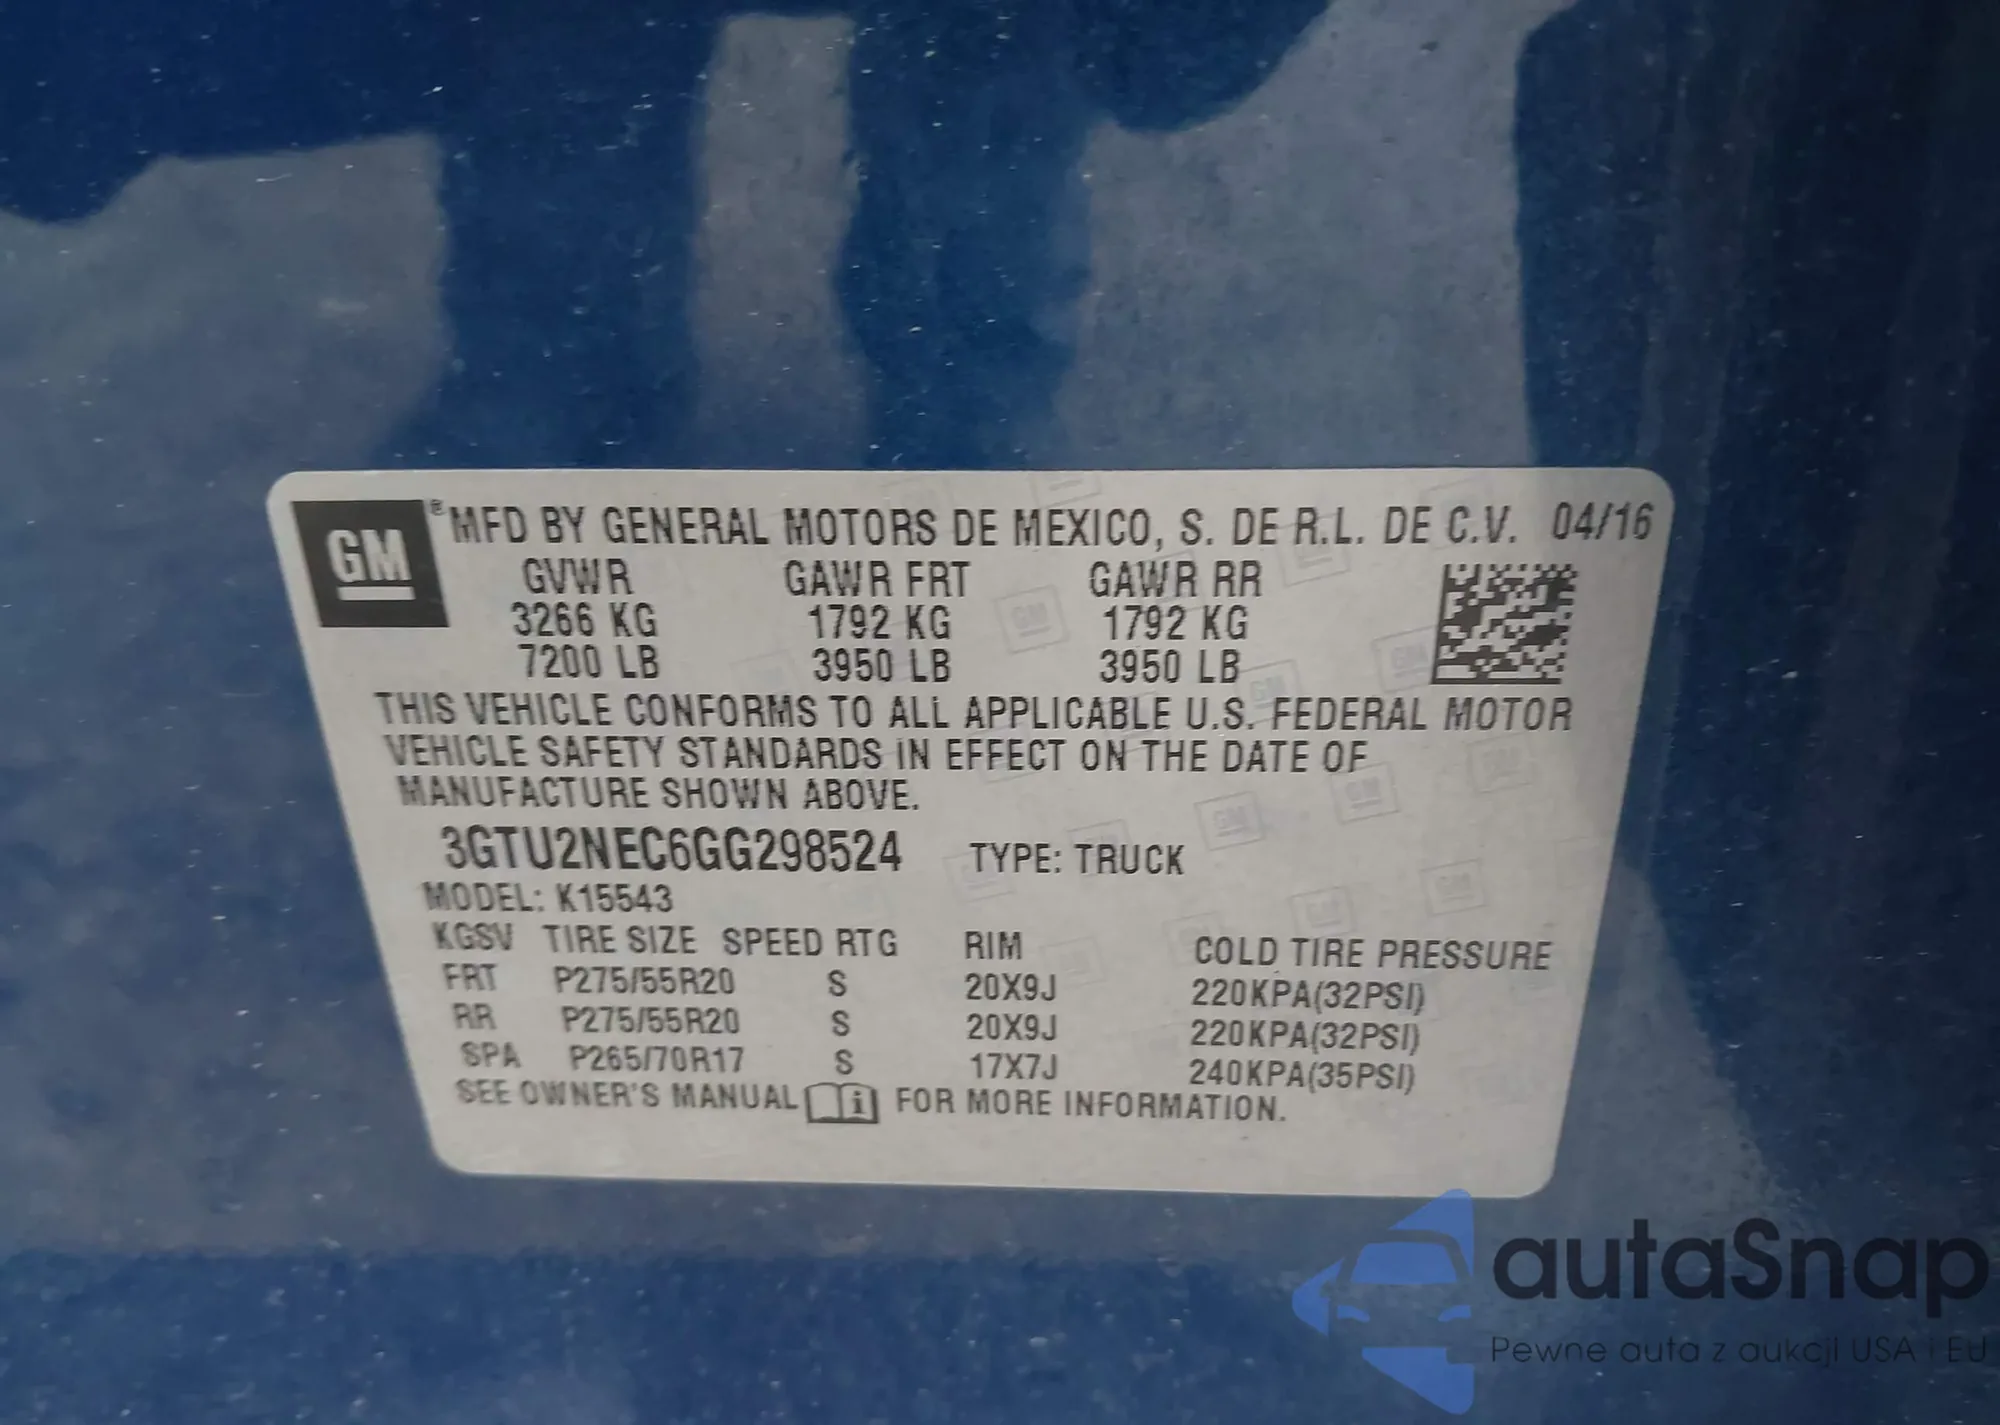 GM ® MFD BY GENERAL MOTORS DE MEXICO, S. DE R.L. DE C.V. 04/16
GVWR GAWR FRT GAWR RR
3266 KG 1792 KG 1792 KG
7200 LB 3950 LB 3950 LB
THIS VEHICLE CONFORMS TO ALL APPLICABLE U.S. FEDERAL MOTOR
VEHICLE SAFETY STANDARDS IN EFFECT ON THE DATE OF
MANUFACTURE SHOWN ABOVE.
3GTU2NEC6GG298524 TYPE: TRUCK
MODEL: K15543
KGSV TIRE SIZE SPEED RTG RIM COLD TIRE PRESSURE
FRT P275/55R20 S 20X9J 220KPA(32PSI)
RR P275/55R20 S 20X9J 220KPA(32PSI)
SPA P265/70R17 S 17X7J 240KPA(35PSI)
SEE OWNER'S MANUAL i FOR MORE INFORMATION.
autaSnap
Pewne auta z aukcji USA i EU